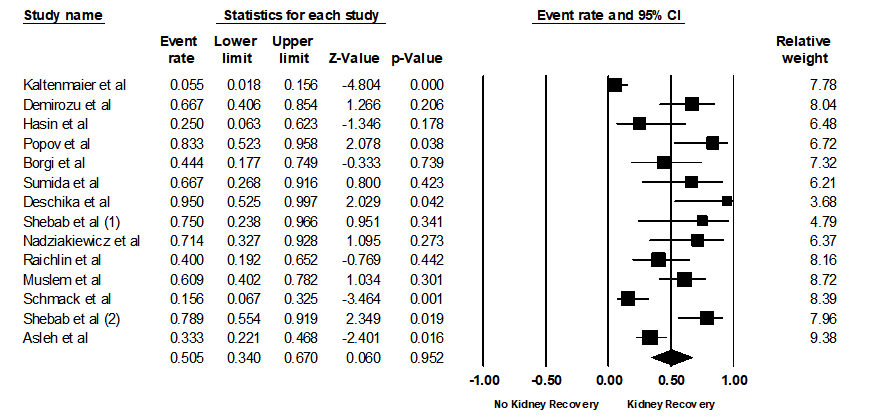 Study name Statistics for each study Event rate and 95% CI
Event Lower Upper Relative
rate limit limit Z-Value p-Value weight
Kaltenmaier et al 0.055 0.018 0.156 -4.804 0.000 7.78
Demirozu et al 0.667 0.406 0.854 1.266 0.206 8.04
Hasin et al 0.250 0.063 0.623 -1.346 0.178 6.48
Popov et al 0.833 0.523 0.958 2.078 0.038 6.72
Borgi et al 0.444 0.177 0.749 -0.333 0.739 7.32
Sumida et al 0.667 0.268 0.916 0.800 0.423 6.21
Deschika et al 0.950 0.525 0.997 2.029 0.042 3.68
Shebab et al (1) 0.750 0.238 0.966 0.951 0.341 4.79
Nadziakiewicz et al 0.714 0.327 0.928 1.095 0.273 6.37
Raichlin et al 0.400 0.192 0.652 -0.769 0.442 8.16
Muslem et al 0.609 0.402 0.782 1.034 0.301 8.72
Schmack et al 0.156 0.067 0.325 -3.464 0.001 8.39
Shebab et al (2) 0.789 0.554 0.919 2.349 0.019 7.96
Asleh et al 0.333 0.221 0.468 -2.401 0.016 9.38
0.505 0.340 0.670 0.060 0.952
-1.00 -0.50 0.00 0.50 1.00
No Kidney Recovery Kidney Recovery